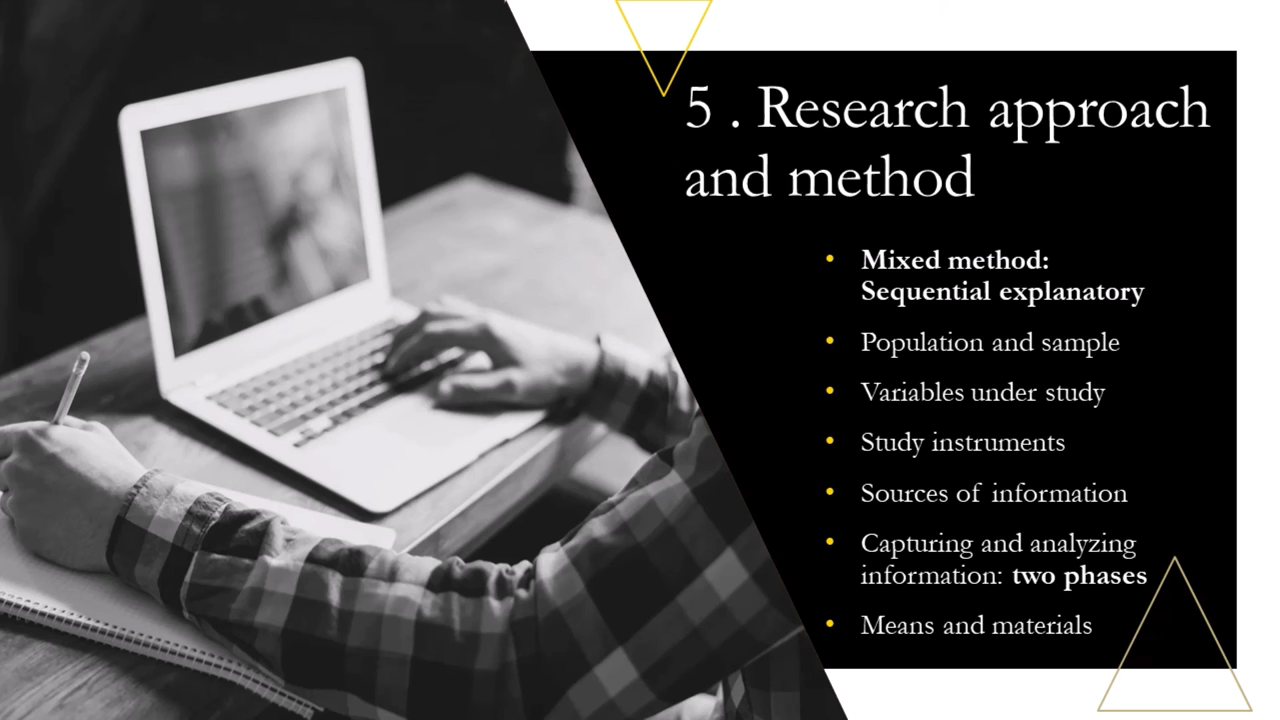 5 . Research approach
and method
• Mixed method:
Sequential explanatory
• Population and sample
• Variables under study
• Study instruments
• Sources of information
• Capturing and analyzing
information: two phases
• Means and materials